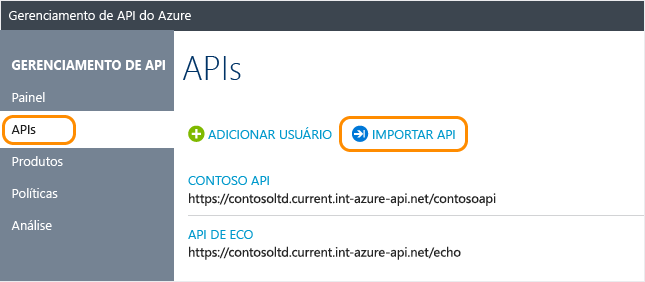 Gerenciamento de API do Azure
GERENCIAMENTO DE API
Painel
APIs
Produtos
Políticas
Análise
APIs
ADICIONAR USUÁRIO
IMPORTAR API
CONTOSO API
https://contosoltd.current.int-azure-api.net/contosoapi
API DE ECO
https://contosoltd.current.int-azure-api.net/echo